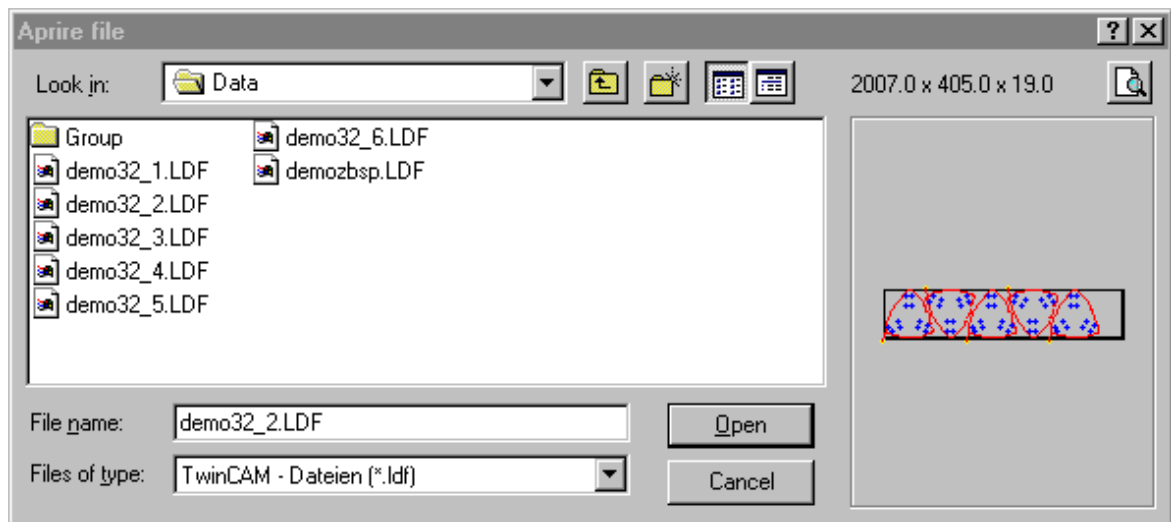 Aprire file
Look in: Data 2007.0 x 405.0 x 19.0
Group
demo32_1.LDF
demo32_2.LDF
demo32_3.LDF
demo32_4.LDF
demo32_5.LDF
demo32_6.LDF
demozbsp.LDF
File name: demo32_2.LDF Open
Files of type: TwinCAM - Dateien (*.ldf) Cancel